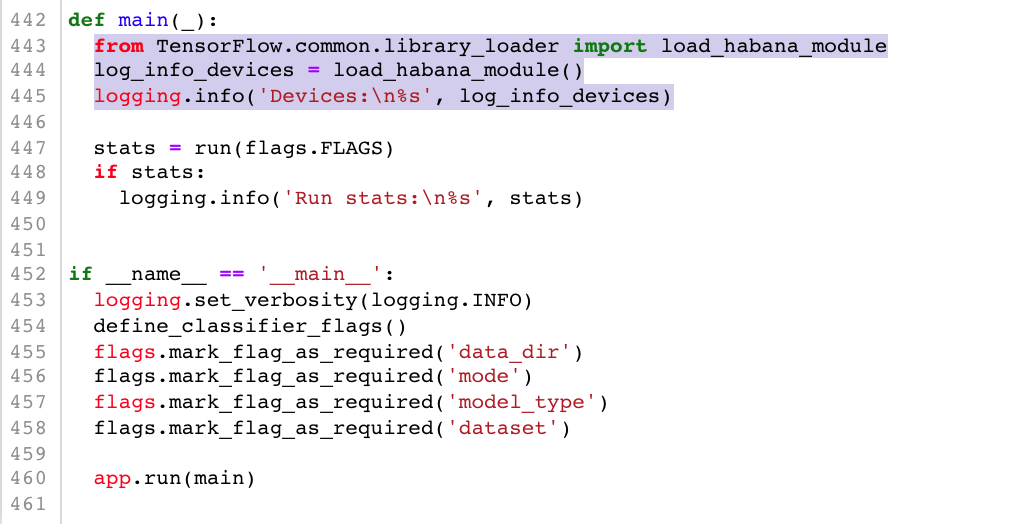 442 def main(_):
443   from TensorFlow.common.library_loader import load_habana_module
444   log_info_devices = load_habana_module()
445   logging.info('Devices:\n%s', log_info_devices)
446
447   stats = run(flags.FLAGS)
448   if stats:
449     logging.info('Run stats:\n%s', stats)
450
451
452 if __name__ == '__main__':
453   logging.set_verbosity(logging.INFO)
454   define_classifier_flags()
455   flags.mark_flag_as_required('data_dir')
456   flags.mark_flag_as_required('mode')
457   flags.mark_flag_as_required('model_type')
458   flags.mark_flag_as_required('dataset')
459
460   app.run(main)
461